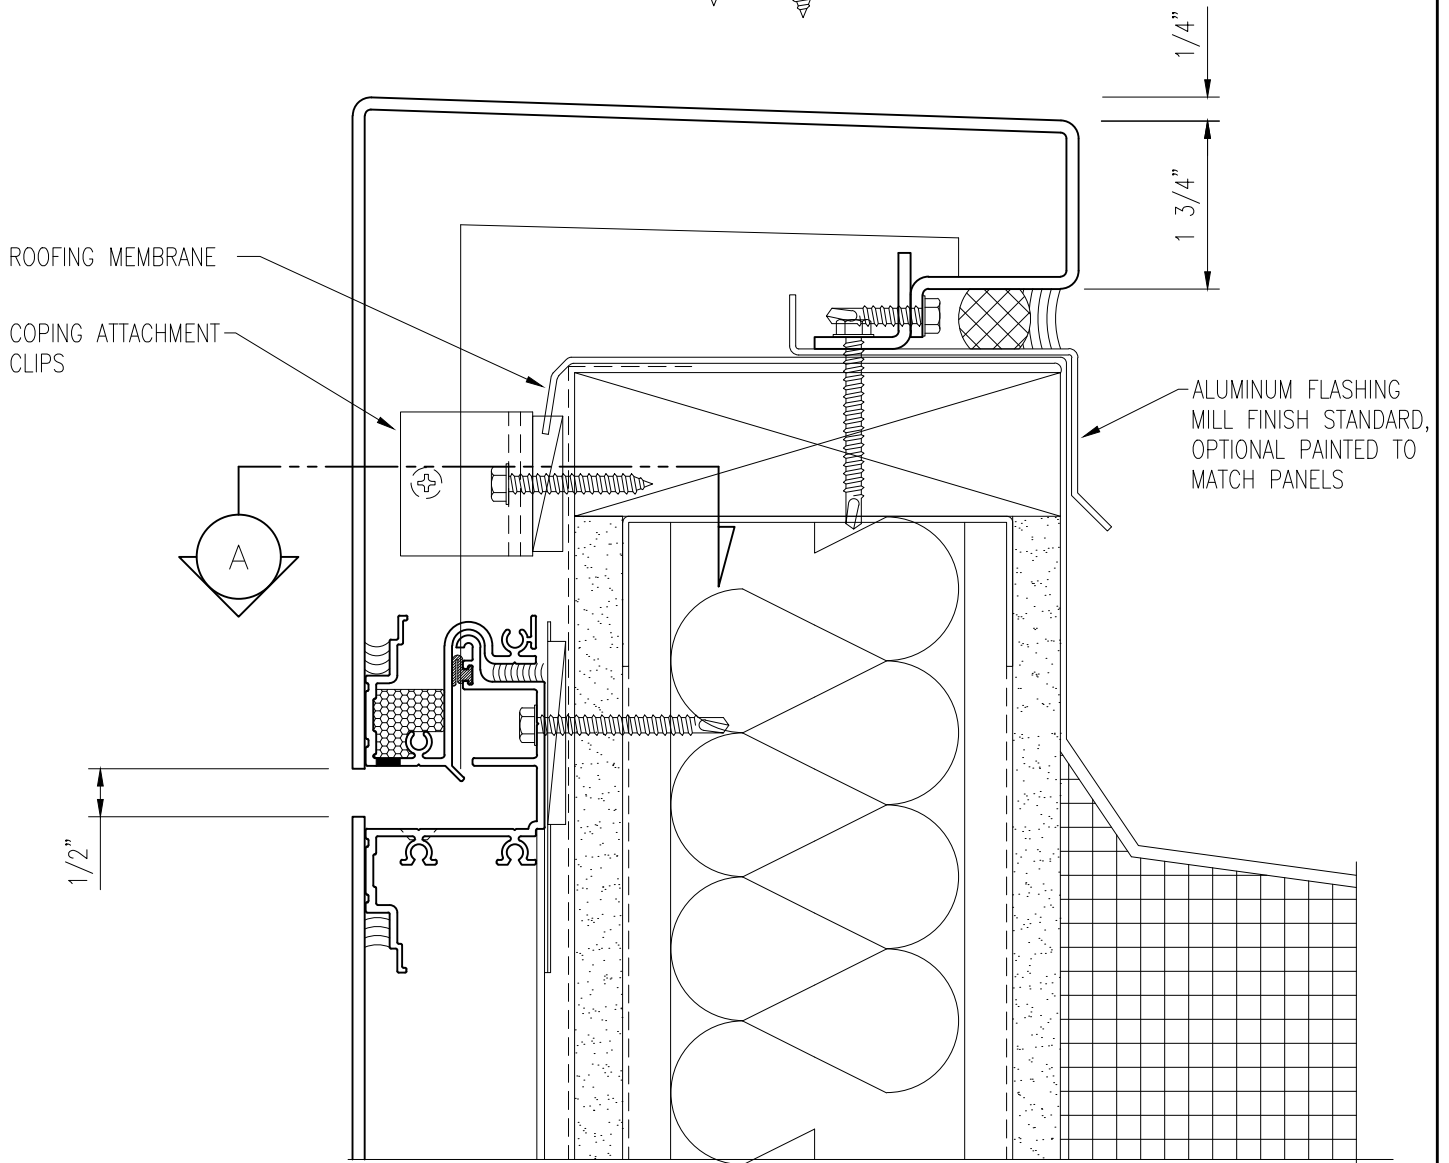 1/4"
1 3/4"
ROOFING MEMBRANE
COPING ATTACHMENT
CLIPS
ALUMINUM FLASHING
MILL FINISH STANDARD,
OPTIONAL PAINTED TO
MATCH PANELS
A
1/2"